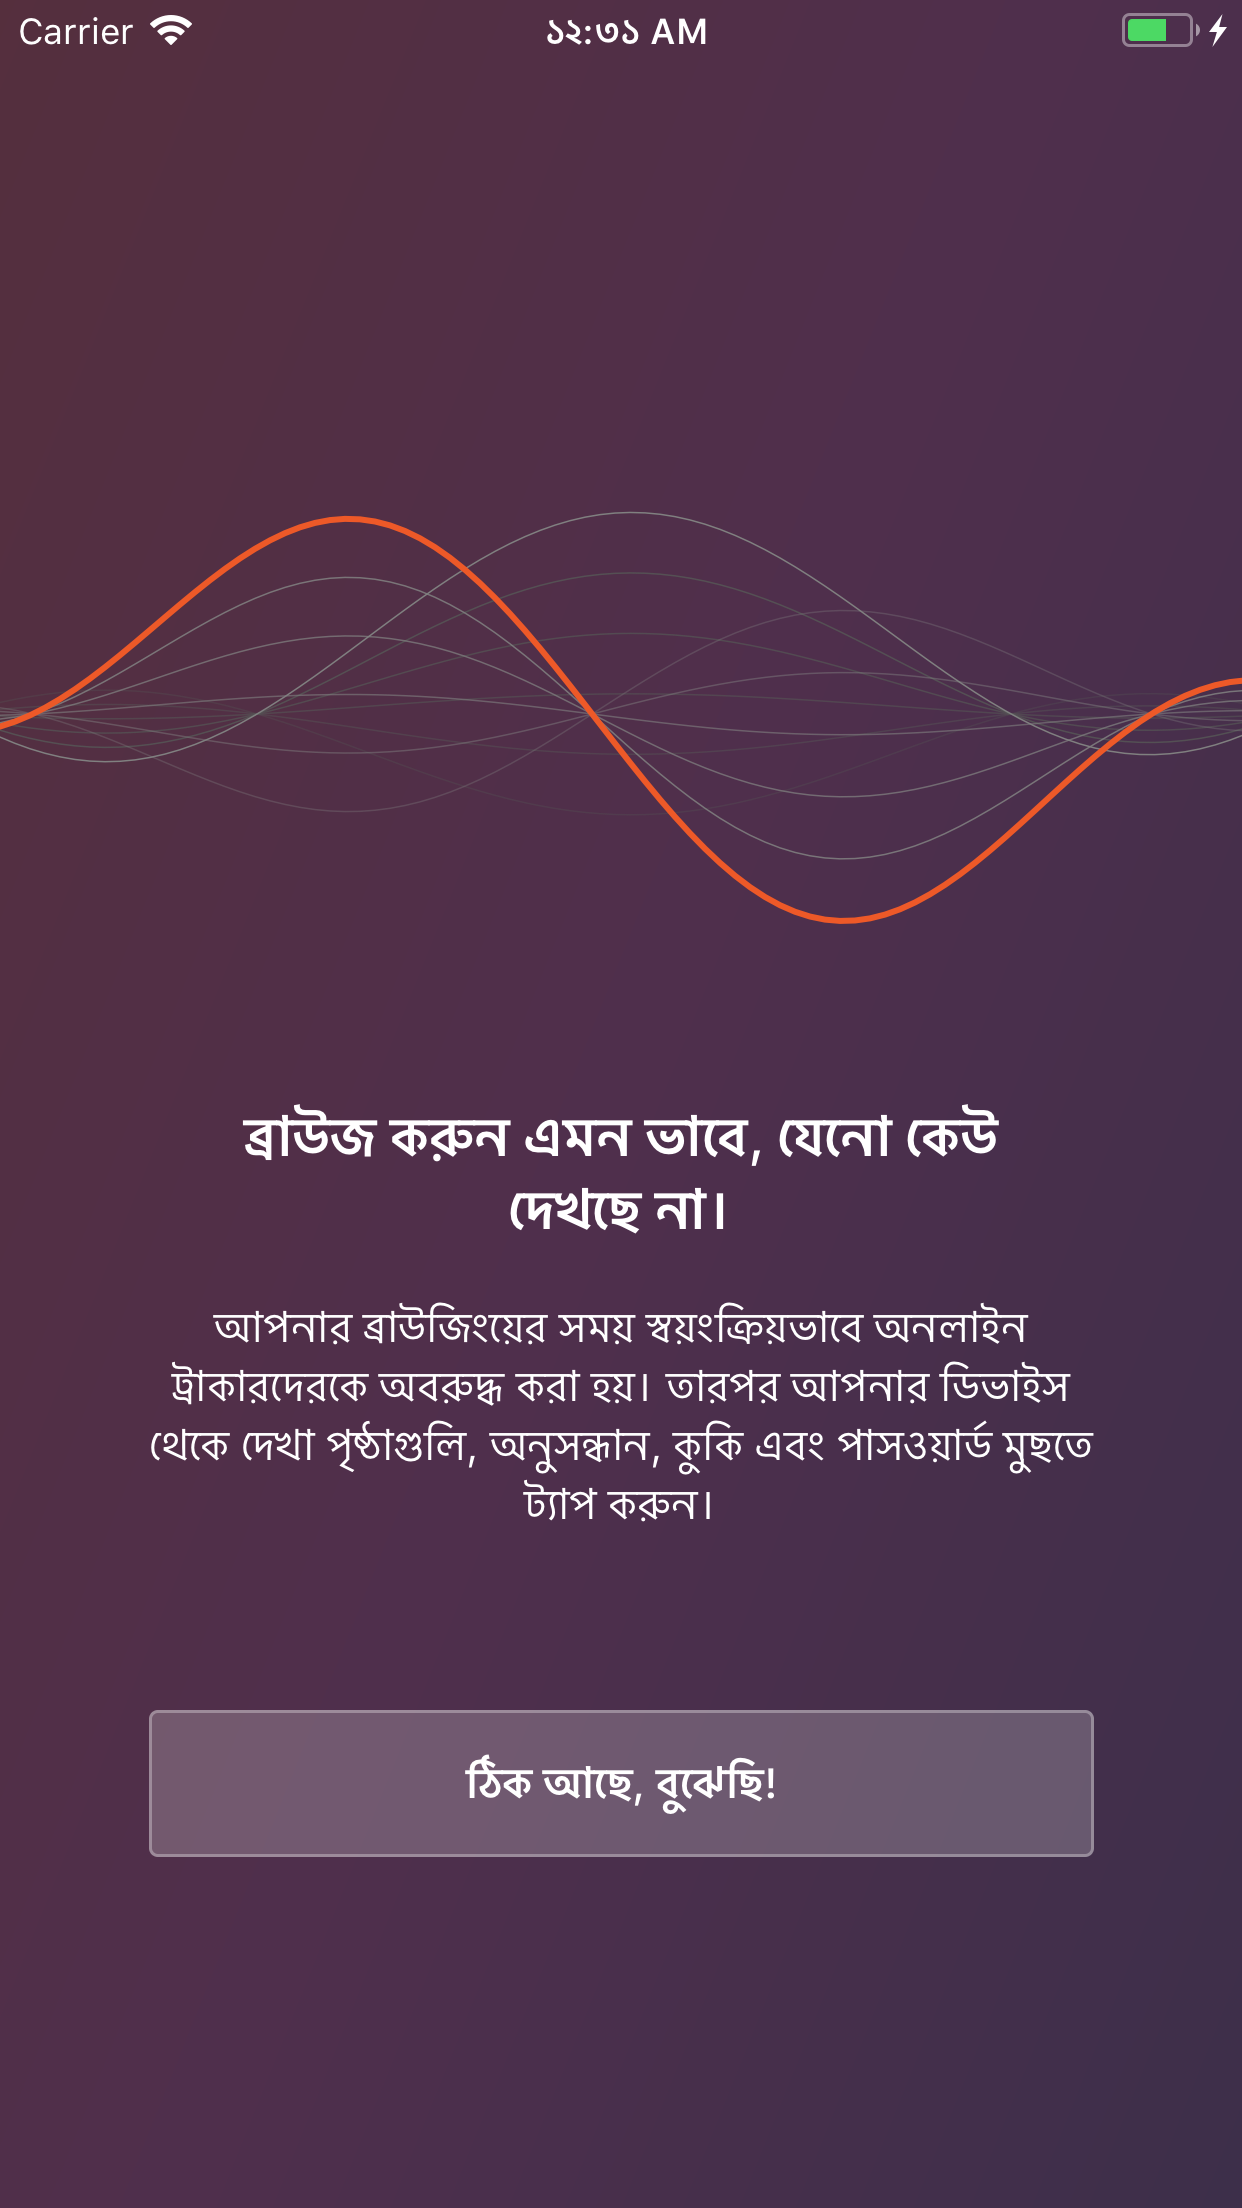 Carrier ১২:৩১ AM
ব্রাউজ করুন এমন ভাবে, যেনো কেউ
দেখছে না।
আপনার ব্রাউজিংয়ের সময় স্বয়ংক্রিয়ভাবে অনলাইন
ট্রাকারদেরকে অবরুদ্ধ করা হয়। তারপর আপনার ডিভাইস
থেকে দেখা পৃষ্ঠাগুলি, অনুসন্ধান, কুকি এবং পাসওয়ার্ড মুছতে
ট্যাপ করুন।
ঠিক আছে, বুঝেছি!